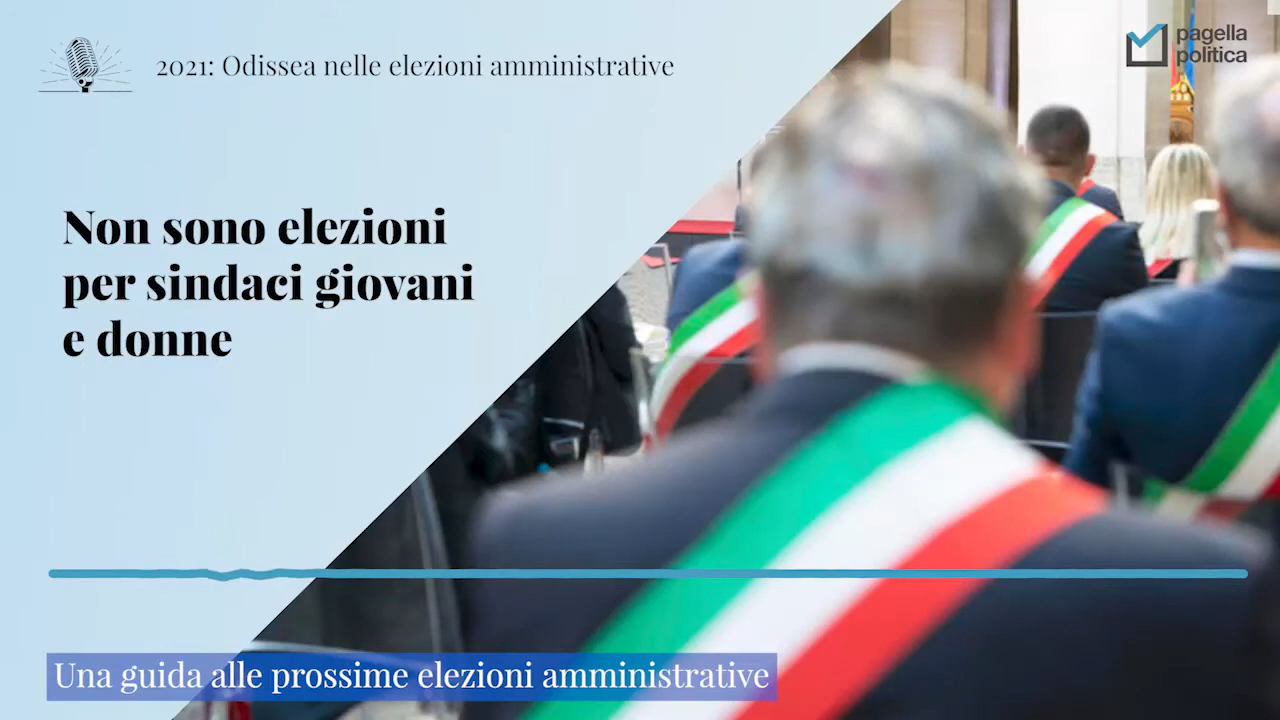 2021: Odissea nelle elezioni amministrative
pagella
politica
Non sono elezioni
per sindaci giovani
e donne
Una guida alle prossime elezioni amministrative